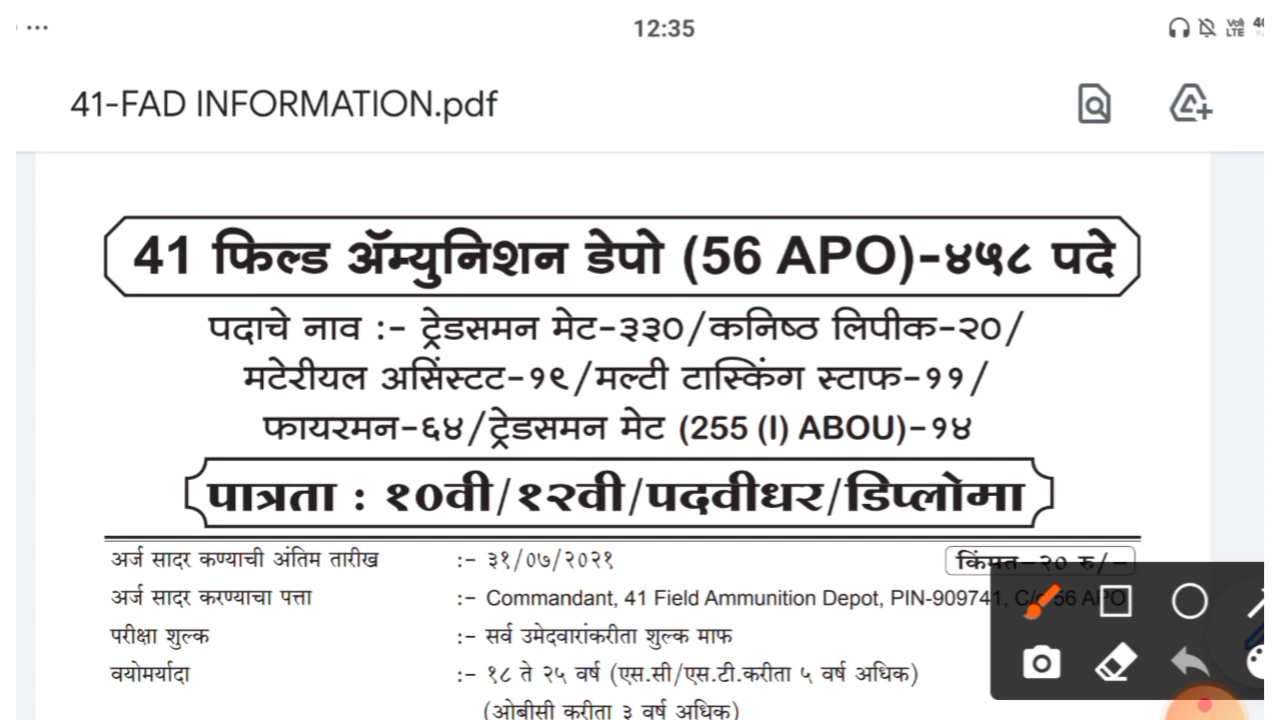 12:35
41-FAD INFORMATION.pdf
41 फिल्ड ॲम्युनिशन डेपो (56 APO)-४५८ पदे
पदाचे नाव :- ट्रेडसमन मेट-३३०/कनिष्ठ लिपीक-२०/
मटेरीयल असिंस्टट-१९/मल्टी टास्किंग स्टाफ-११/
फायरमन-६४/ट्रेडसमन मेट (255 (I) ABOU)-१४
पात्रता : १०वी/१२वी/पदवीधर/डिप्लोमा
अर्ज सादर कण्याची अंतिम तारीख :- ३१/०७/२०२१ किंमत-२० रु/-
अर्ज सादर करण्याचा पत्ता :- Commandant, 41 Field Ammunition Depot, PIN-909741, C/o 56 APO
परीक्षा शुल्क :- सर्व उमेदवारांकरीता शुल्क माफ
वयोमर्यादा :- १८ ते २५ वर्ष (एस.सी/एस.टी.करीता ५ वर्ष अधिक)
(ओबीसी करीता ३ वर्ष अधिक)